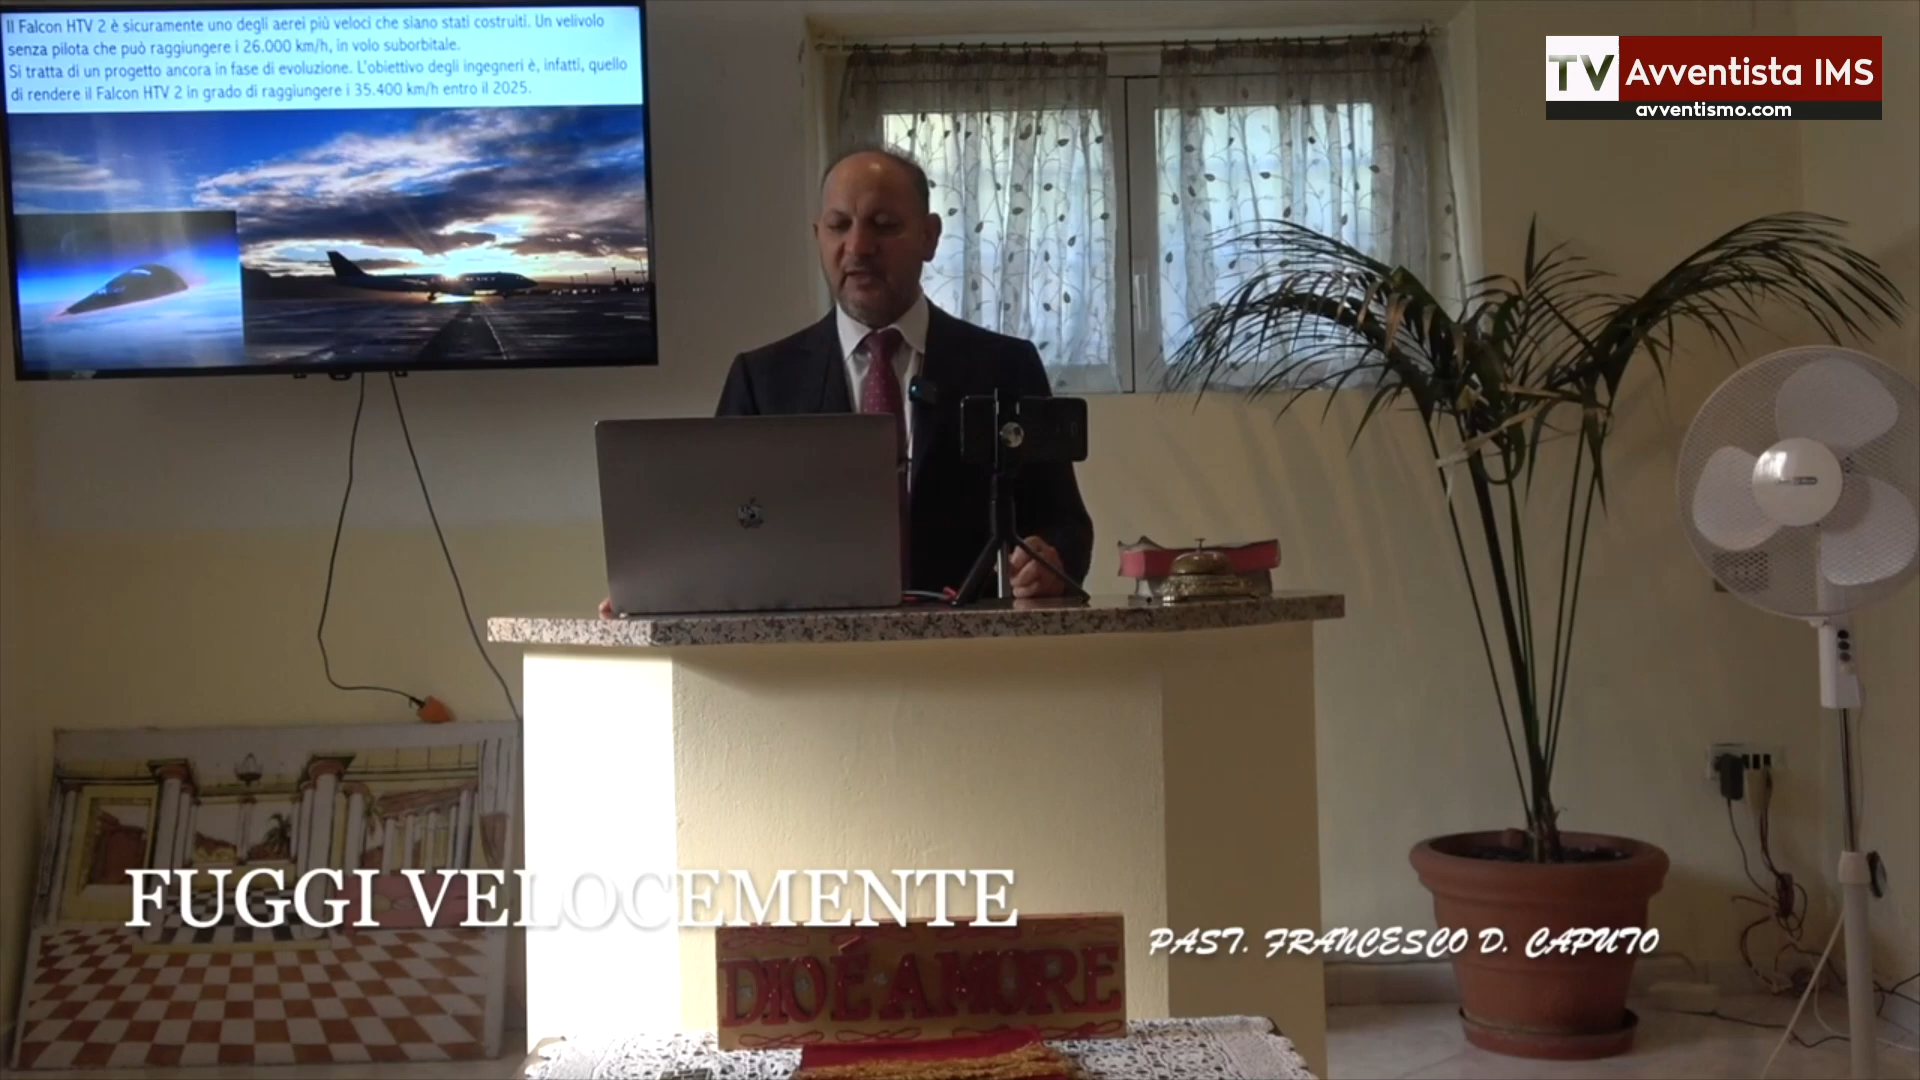 Il Falcon HTV 2 è sicuramente uno degli aerei più veloci che siano stati costruiti. Un velivolo
senza pilota che può raggiungere i 26.000 km/h, in volo suborbitale.
Si tratta di un progetto ancora in fase di evoluzione. L'obiettivo degli ingegneri è, infatti, quello
di rendere il Falcon HTV 2 in grado di raggiungere i 35.400 km/h entro il 2025.
TV Avventista IMS
avventismo.com
FUGGI VELOCEMENTE
PAST. FRANCESCO D. CAPUTO
DIO É AMORE